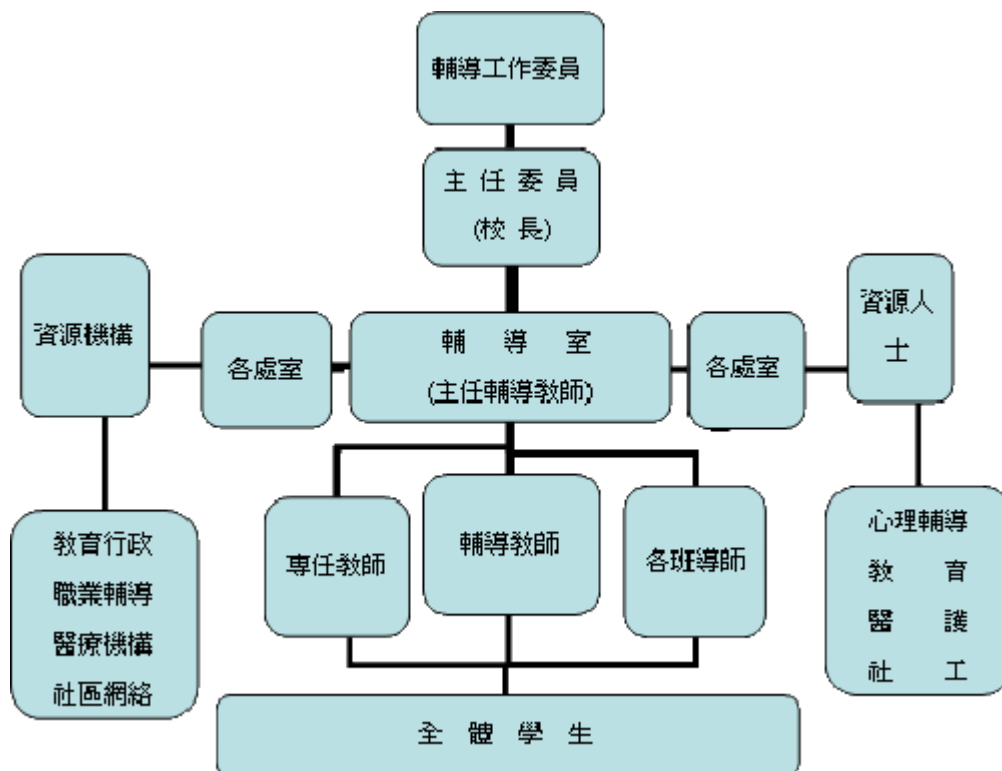 輔導工作委員
主任委員
(校長)
資源機構
各處室
輔導室
(主任輔導教師)
各處室
資源人
士
教育行政
職業輔導
醫療機構
社區網絡
專任教師
輔導教師
各班導師
心理輔導
教育
醫護
社工
全體學生